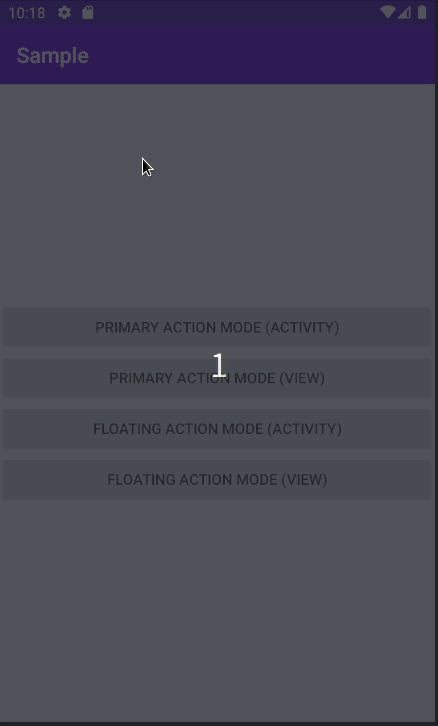 10:18
Sample
PRIMARY ACTION MODE (ACTIVITY)
1
PRIMARY ACTION MODE (VIEW)
FLOATING ACTION MODE (ACTIVITY)
FLOATING ACTION MODE (VIEW)